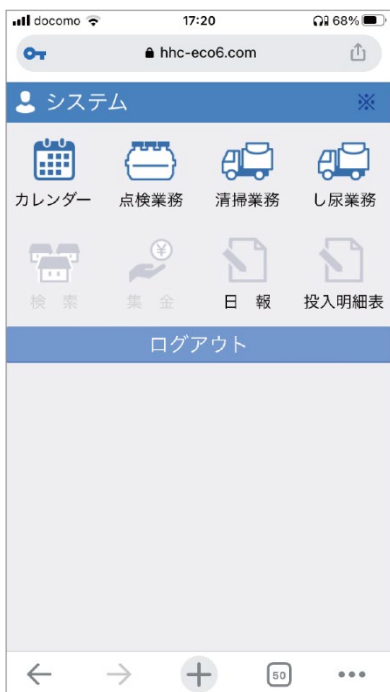 docomo 17:20 68%
hhc-eco6.com
システム ※
カレンダー 点検業務 清掃業務 し尿業務
検 索 集 金 日 報 投入明細表
ログアウト
50